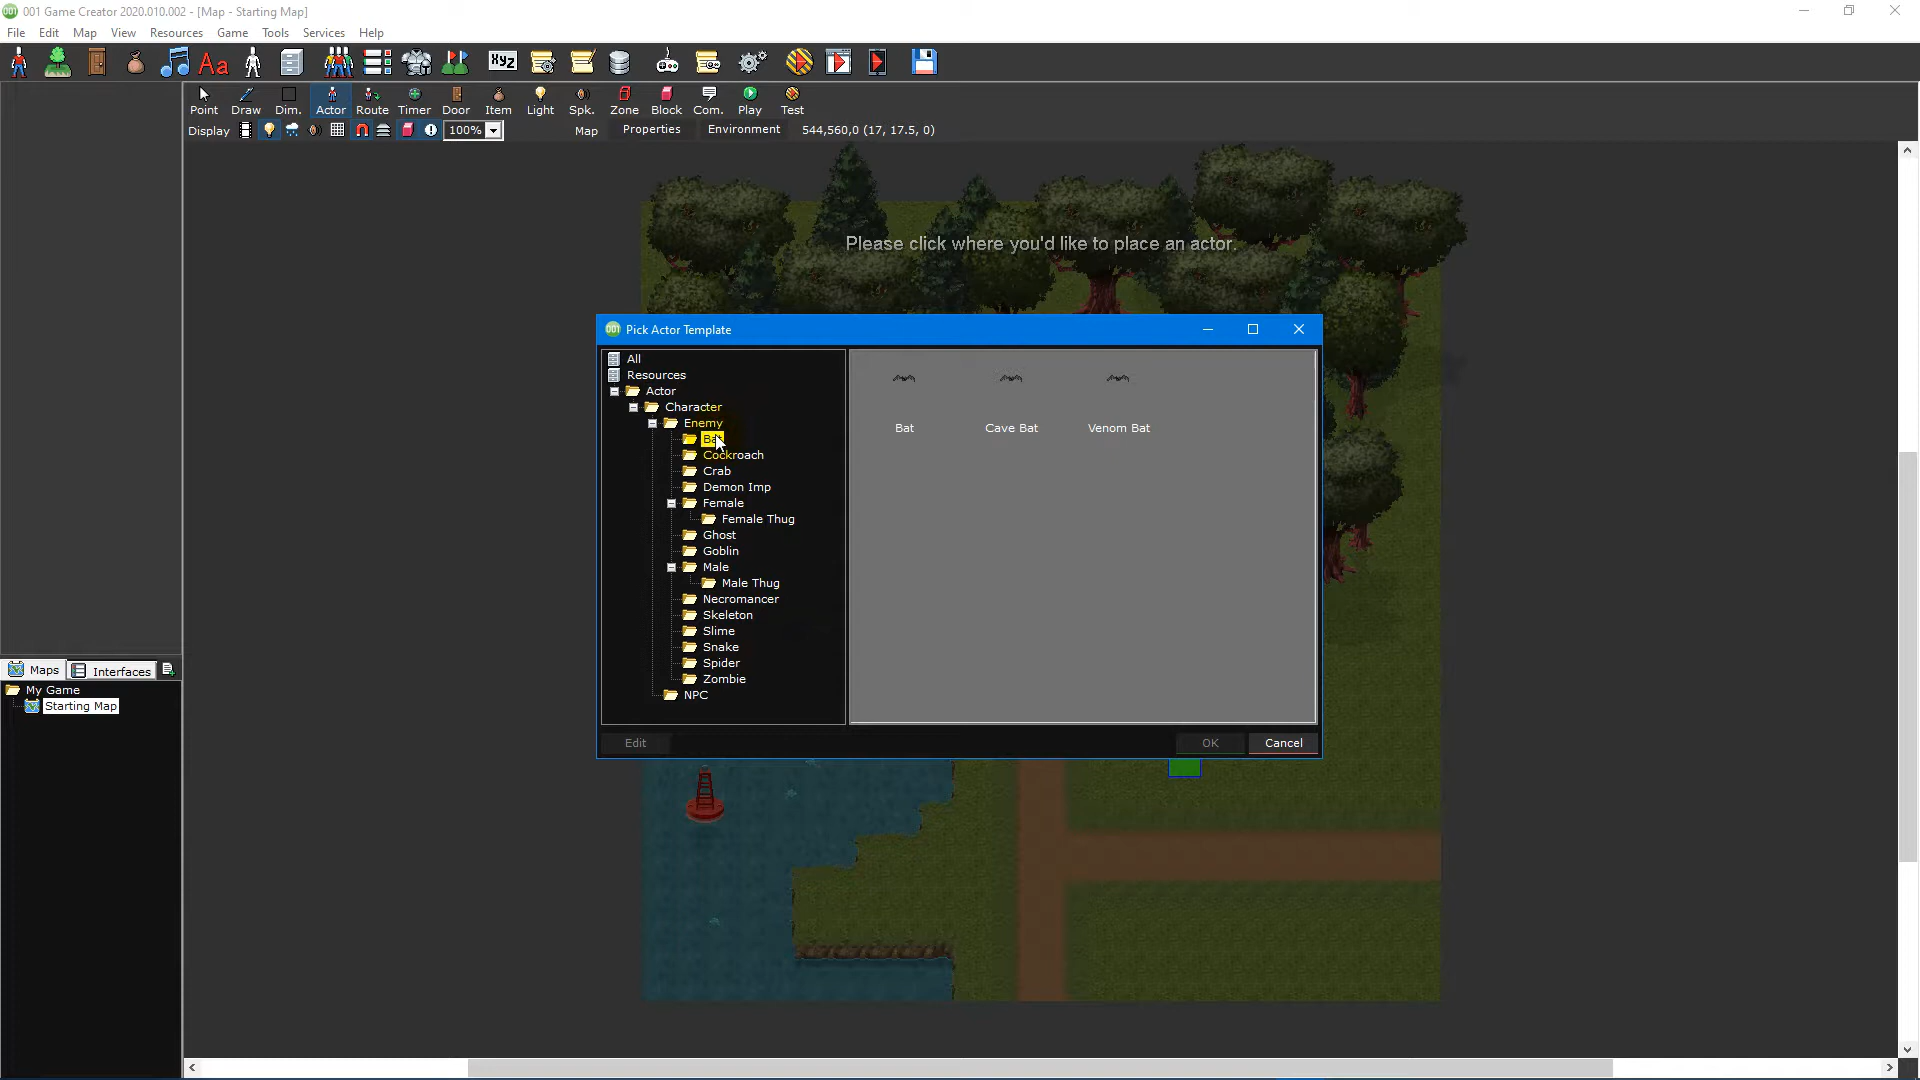 001 Game Creator 2020.010.002 - [Map - Starting Map]
File Edit Map View Resources Game Tools Services Help
Aa XYZ
Point Draw Dim. Actor Route Timer Door Item Light Spk. Zone Block Com. Play Test
Display 100% Map Properties Environment 544,560,0 (17, 17.5, 0)
Please click where you'd like to place an actor.
001 Pick Actor Template
All
Resources
Actor
Character
Enemy
Bat
Cockroach
Crab
Demon Imp
Female
Female Thug
Ghost
Goblin
Male
Male Thug
Necromancer
Skeleton
Slime
Snake
Spider
Zombie
NPC
Bat Cave Bat Venom Bat
Edit OK Cancel
Maps Interfaces
My Game
Starting Map